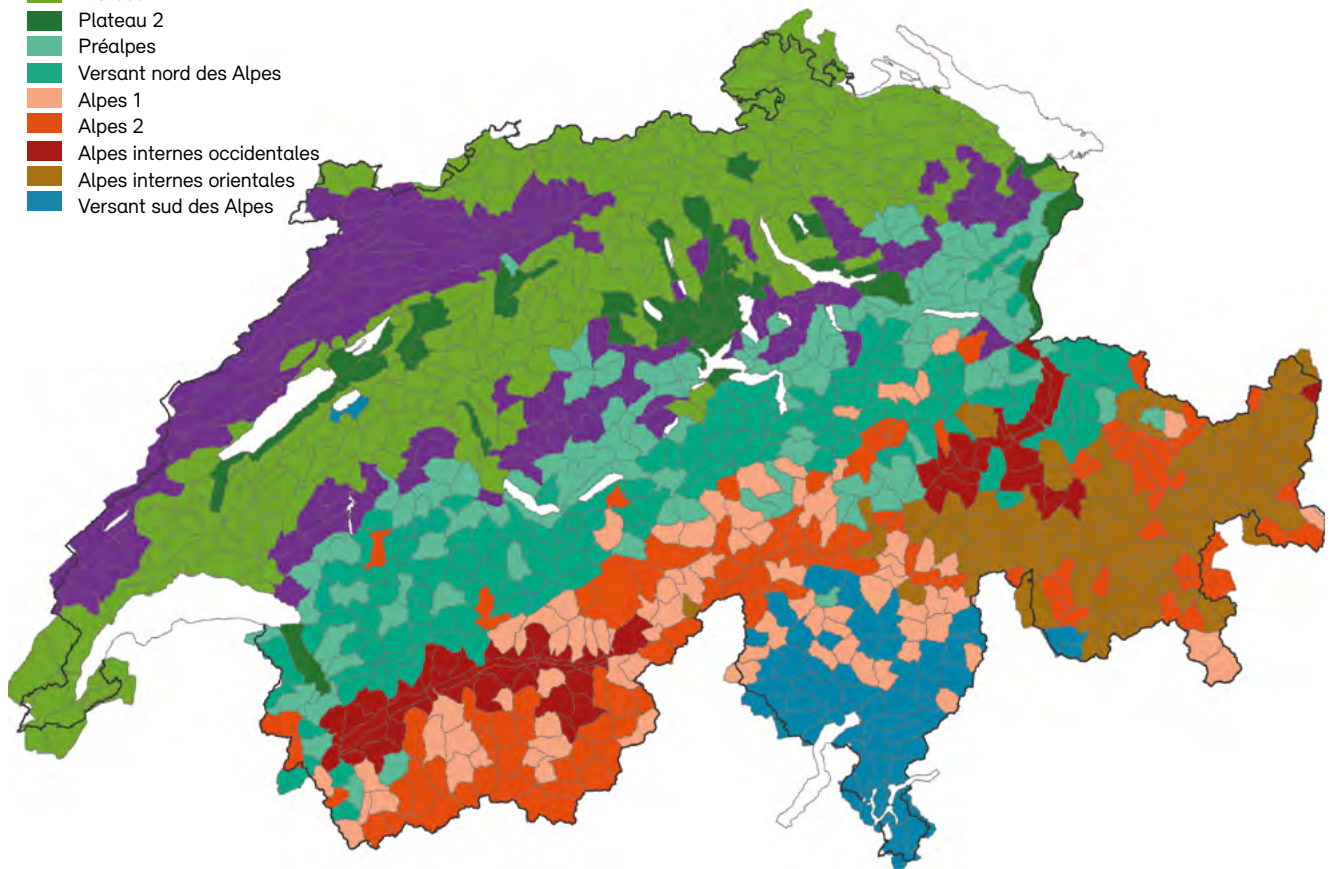 Plateau 2
Préalpes
Versant nord des Alpes
Alpes 1
Alpes 2
Alpes internes occidentales
Alpes internes orientales
Versant sud des Alpes